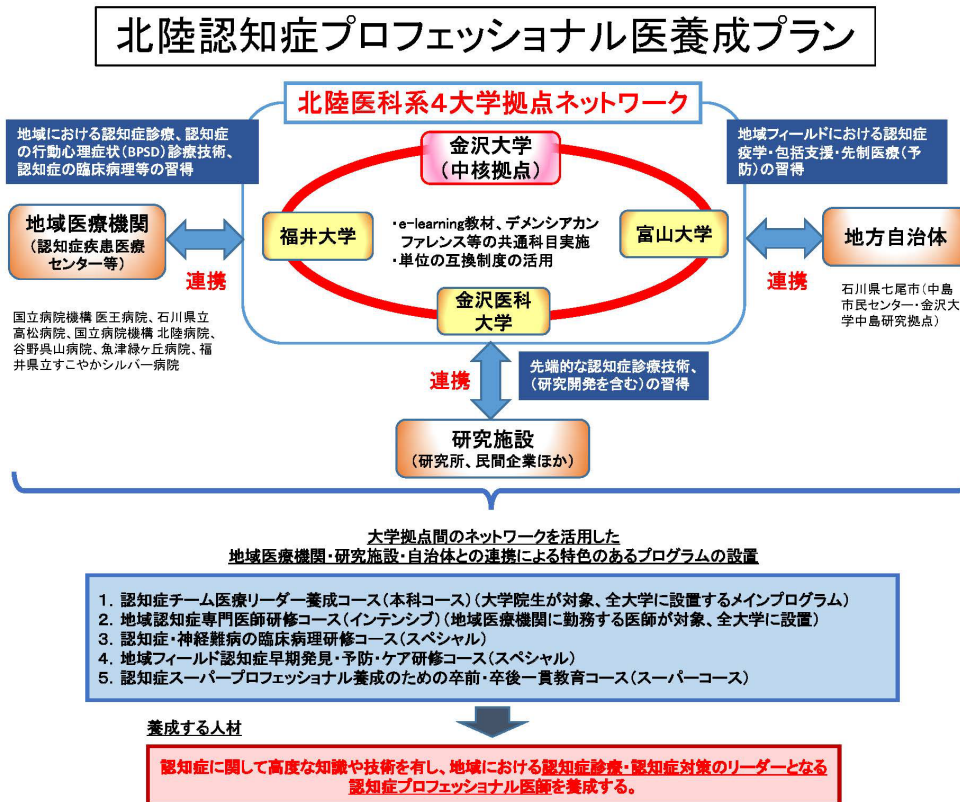 北陸認知症プロフェッショナル医養成プラン
北陸医科系4大学拠点ネットワーク
地域における認知症診療、認知症
の行動心理症状(BPSD)診療技術、
認知症の臨床病理等の習得
地域フィールドにおける認知症
疫学・包括支援・先制医療(予
防)の習得
金沢大学
(中核拠点)
地域医療機関
(認知症疾患医療
センター等)
連携
福井大学
・e-learning教材、デメンシアカン
ファレンス等の共通科目実施
・単位の互換制度の活用
富山大学
連携
地方自治体
金沢医科
大学
国立病院機構 医王病院、石川県立
高松病院、国立病院機構 北陸病院、
谷野呉山病院、魚津緑ヶ丘病院、福
井県立すこやかシルバー病院
石川県七尾市(中島
市民センター・金沢大
学中島研究拠点)
連携
先端的な認知症診療技術、
(研究開発を含む)の習得
研究施設
(研究所、民間企業ほか)
大学拠点間のネットワークを活用した
地域医療機関・研究施設・自治体との連携による特色のあるプログラムの設置
1. 認知症チーム医療リーダー養成コース(本科コース)(大学院生が対象、全大学に設置するメインプログラム)
2. 地域認知症専門医師研修コース(インテンシブ)(地域医療機関に勤務する医師が対象、全大学に設置)
3. 認知症・神経難病の臨床病理研修コース(スペシャル)
4. 地域フィールド認知症早期発見・予防・ケア研修コース(スペシャル)
5. 認知症スーパープロフェッショナル養成のための卒前・卒後一貫教育コース(スーパーコース)
養成する人材
認知症に関して高度な知識や技術を有し、地域における認知症診療・認知症対策のリーダーとなる
認知症プロフェッショナル医師を養成する。